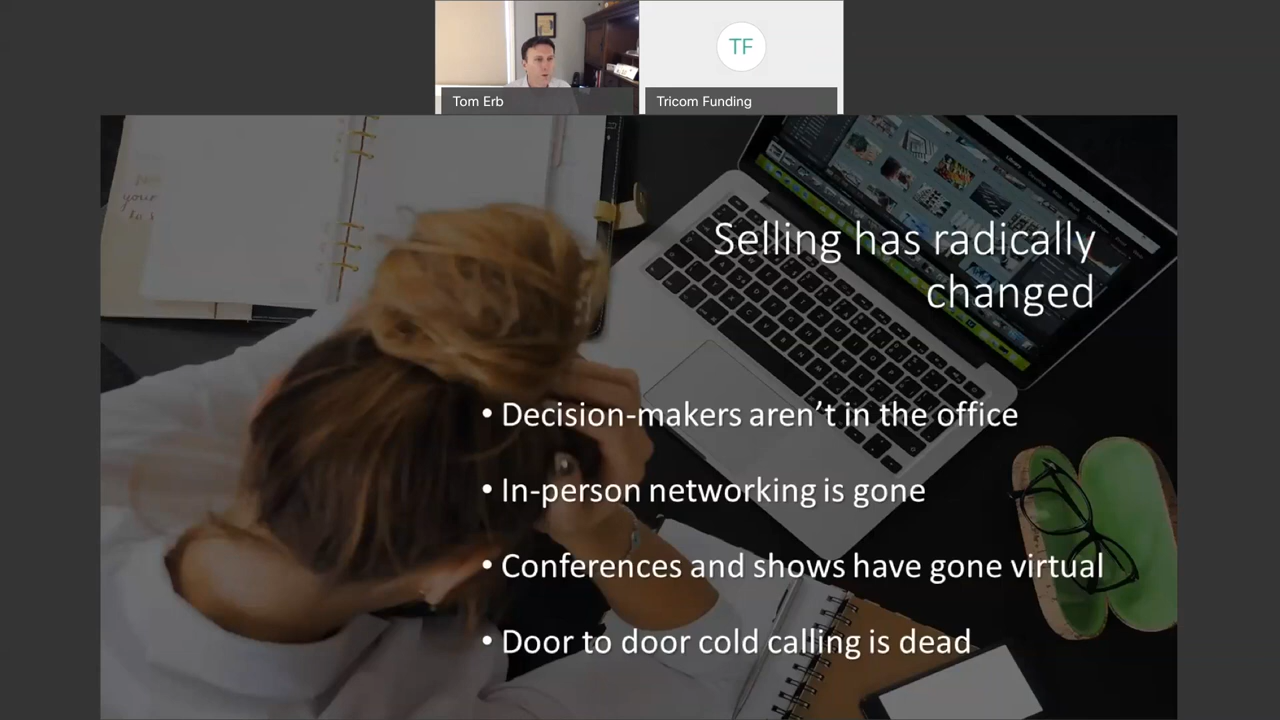 TF
Tom Erb
Tricom Funding
Selling has radically
changed
• Decision-makers aren’t in the office
• In-person networking is gone
• Conferences and shows have gone virtual
• Door to door cold calling is dead